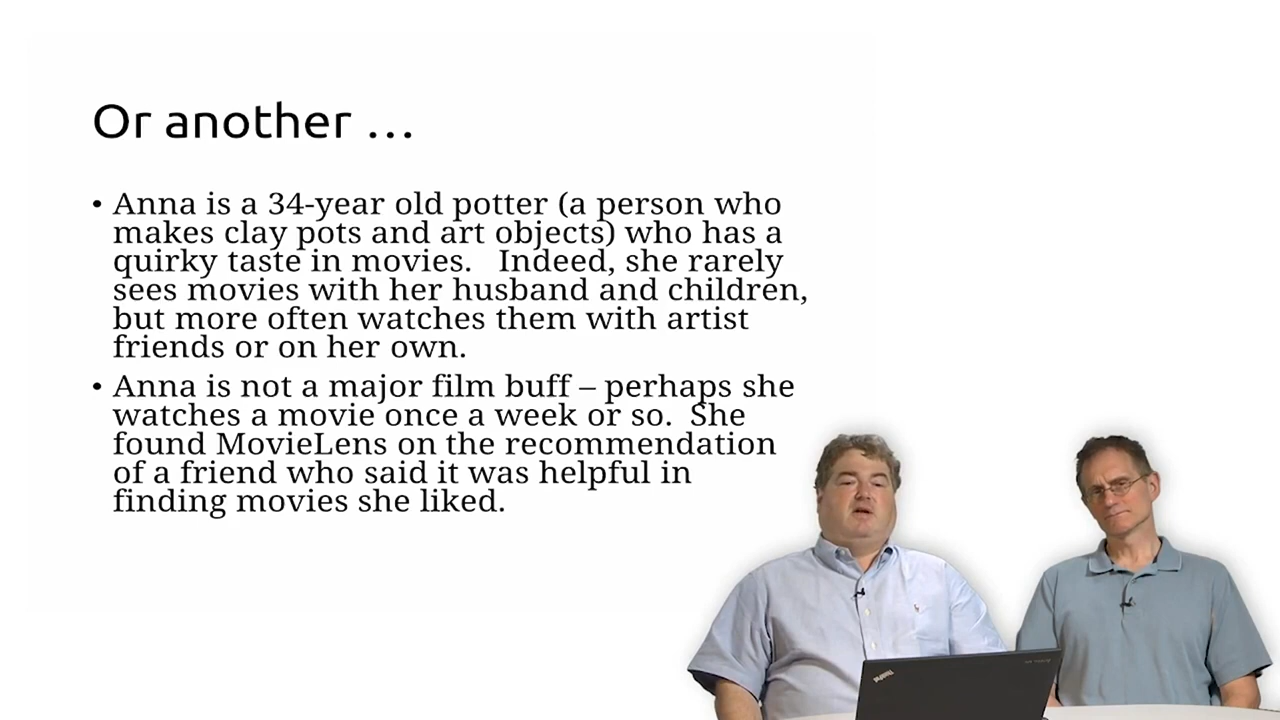 Or another …
• Anna is a 34-year old potter (a person who
makes clay pots and art objects) who has a
quirky taste in movies.   Indeed, she rarely
sees movies with her husband and children,
but more often watches them with artist
friends or on her own.
• Anna is not a major film buff – perhaps she
watches a movie once a week or so.  She
found MovieLens on the recommendation
of a friend who said it was helpful in
finding movies she liked.
ThinkPad